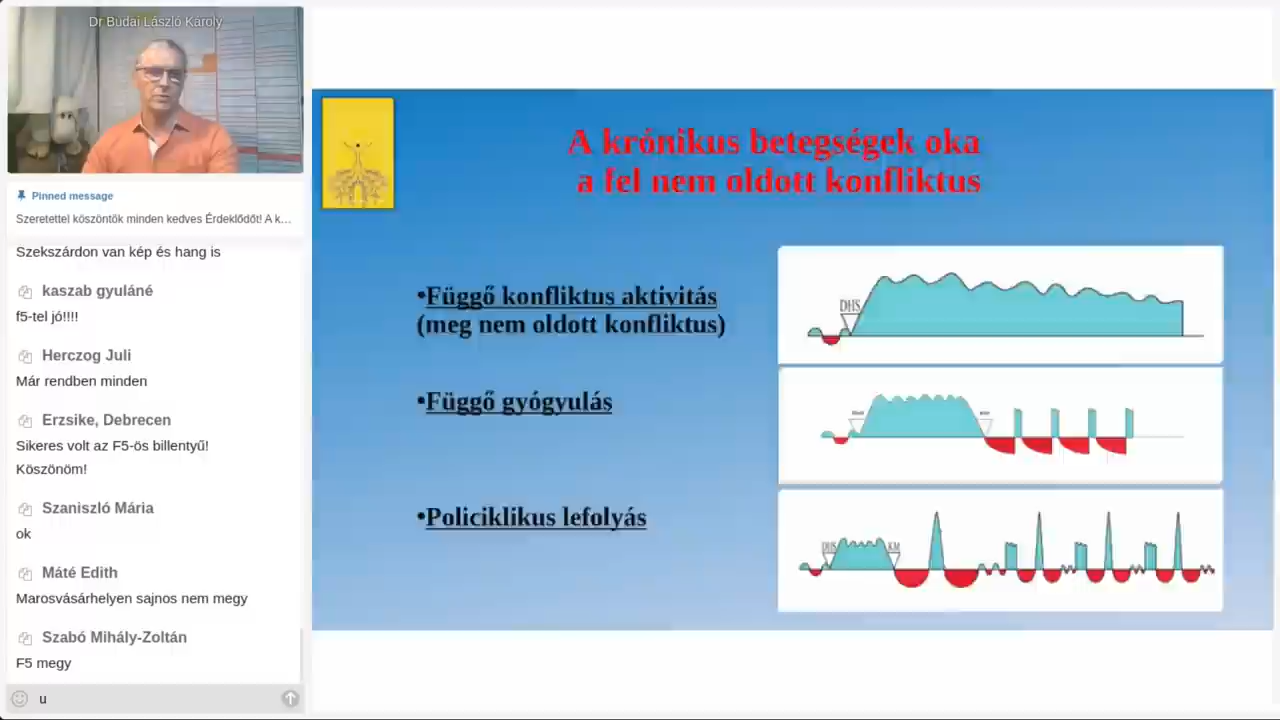 Dr Budai László Károly
Pinned message
Szeretettel köszöntök minden kedves Érdeklődőt! A k…
Szekszárdon van kép és hang is
kaszab gyuláné
f5-tel jó!!!!
Herczog Juli
Már rendben minden
Erzsike, Debrecen
Sikeres volt az F5-ös billentyű!
Köszönöm!
Szaniszló Mária
ok
Máté Edith
Marosvásárhelyen sajnos nem megy
Szabó Mihály-Zoltán
F5 megy
u
A krónikus betegségek oka
a fel nem oldott konfliktus
•Függő konfliktus aktivitás
(meg nem oldott konfliktus)
•Függő gyógyulás
•Policiklikus lefolyás
DHS
DHS
KM